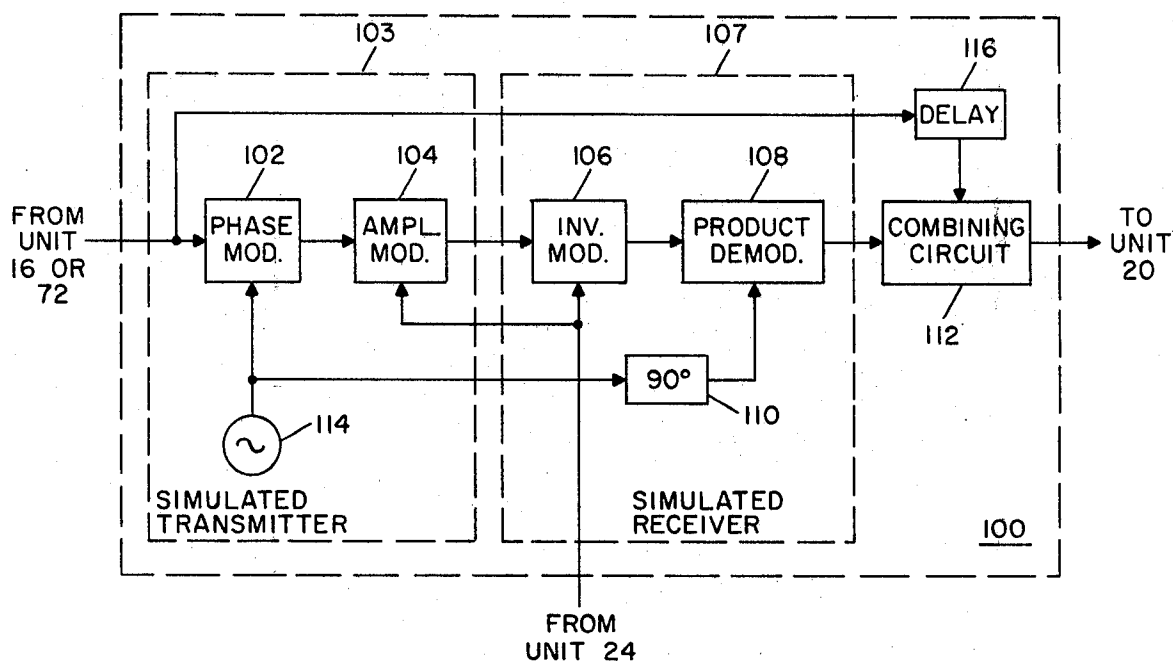 103
107
116
DELAY
102
104
106
108
FROM
UNIT
16 OR
72
PHASE
MOD.
AMPL.
MOD.
INV.
MOD.
PRODUCT
DEMOD.
COMBINING
CIRCUIT
TO
UNIT
20
112
90°
110
114
SIMULATED
TRANSMITTER
SIMULATED
RECEIVER
100
FROM
UNIT 24